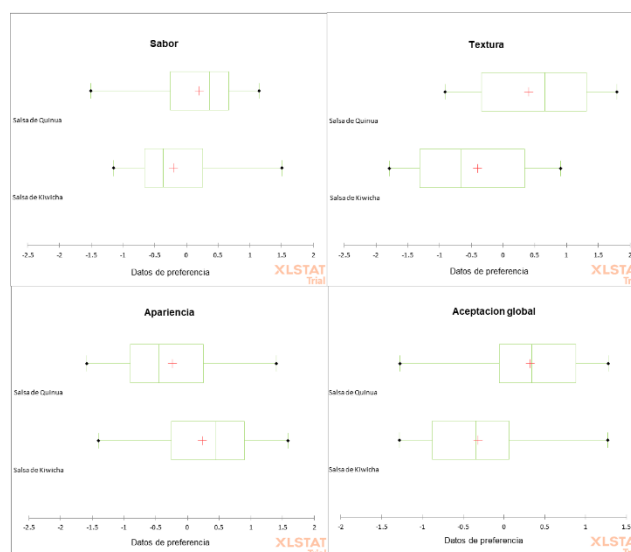 Sabor
Salsa de Quinua
Salsa de Kiwicha
-2.5 -2 -1.5 -1 -0.5 0 0.5 1 1.5 2
Datos de preferencia
XLSTAT
Trial
Textura
Salsa de Quinua
Salsa de Kiwicha
-2.5 -2 -1.5 -1 -0.5 0 0.5 1 1.5 2
Datos de preferencia
XLSTAT
Trial
Apariencia
Salsa de Quinua
Salsa de Kiwicha
-2.5 -2 -1.5 -1 -0.5 0 0.5 1 1.5 2
Datos de preferencia
XLSTAT
Trial
Aceptacion global
Salsa de Quinua
Salsa de Kiwicha
-2 -1.5 -1 -0.5 0 0.5 1 1.5
Datos de preferencia
XLSTAT
Trial